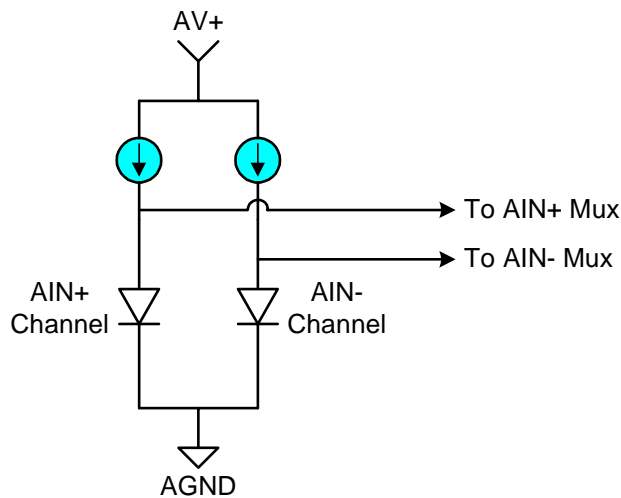 AV+
To AIN+ Mux
To AIN- Mux
AIN+
Channel
AIN-
Channel
AGND